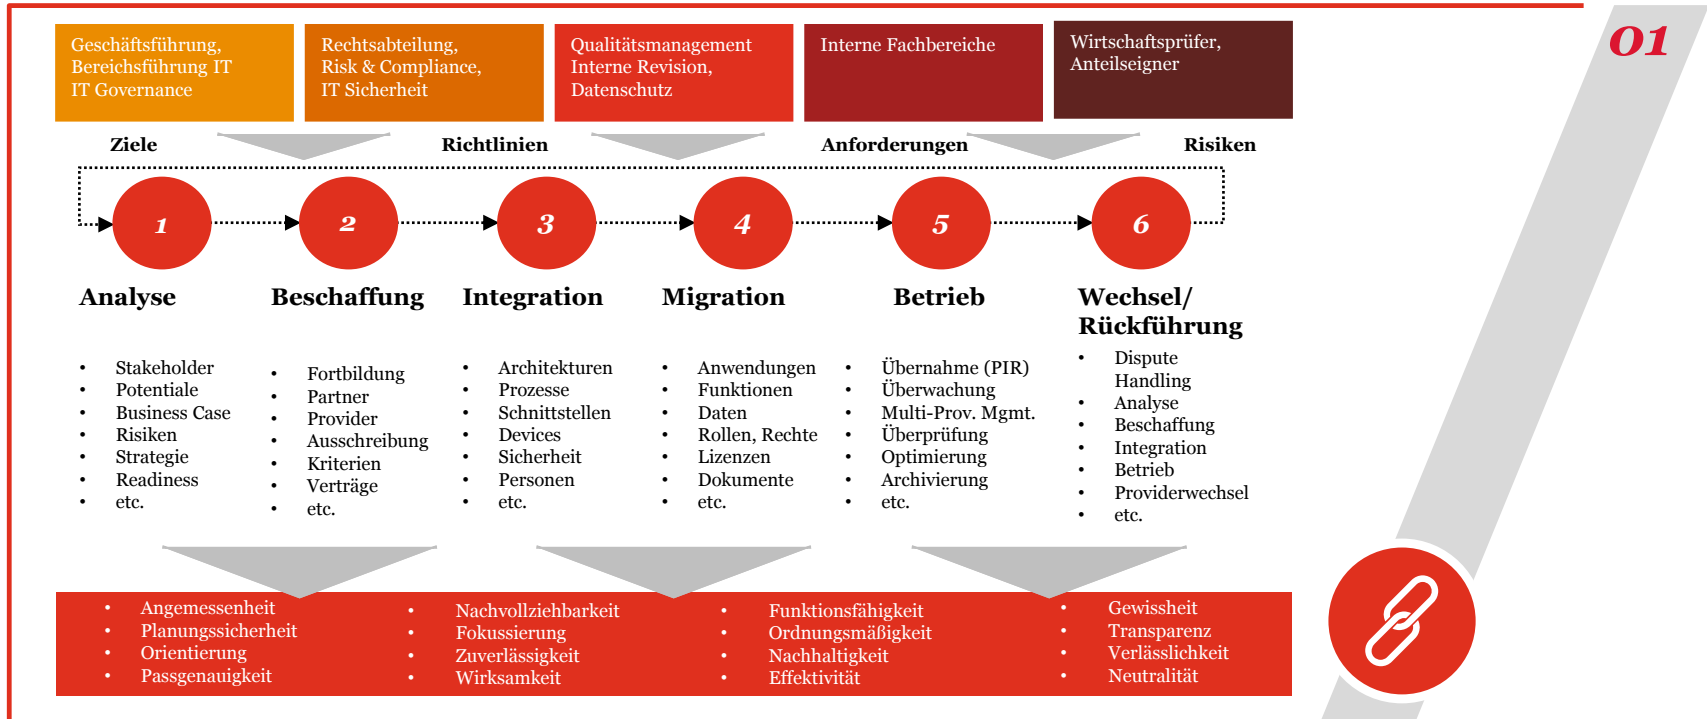 Geschäftsführung,
Bereichsführung IT
IT Governance
Rechtsabteilung,
Risk & Compliance,
IT Sicherheit
Qualitätsmanagement
Interne Revision,
Datenschutz
Interne Fachbereiche
Wirtschaftsprüfer,
Anteilseigner
01
Ziele
Richtlinien
Anforderungen
Risiken
1
2
3
4
5
6
Analyse
• Stakeholder
• Potentiale
• Business Case
• Risiken
• Strategie
• Readiness
• etc.
Beschaffung
• Fortbildung
• Partner
• Provider
• Ausschreibung
• Kriterien
• Verträge
• etc.
Integration
• Architekturen
• Prozesse
• Schnittstellen
• Devices
• Sicherheit
• Personen
• etc.
Migration
• Anwendungen
• Funktionen
• Daten
• Rollen, Rechte
• Lizenzen
• Dokumente
• etc.
Betrieb
• Übernahme (PIR)
• Überwachung
• Multi-Prov. Mgmt.
• Überprüfung
• Optimierung
• Archivierung
• etc.
Wechsel/
Rückführung
• Dispute
Handling
• Analyse
• Beschaffung
• Integration
• Betrieb
• Providerwechsel
• etc.
• Angemessenheit
• Planungssicherheit
• Orientierung
• Passgenauigkeit
• Nachvollziehbarkeit
• Fokussierung
• Zuverlässigkeit
• Wirksamkeit
• Funktionsfähigkeit
• Ordnungsmäßigkeit
• Nachhaltigkeit
• Effektivität
• Gewissheit
• Transparenz
• Verlässlichkeit
• Neutralität